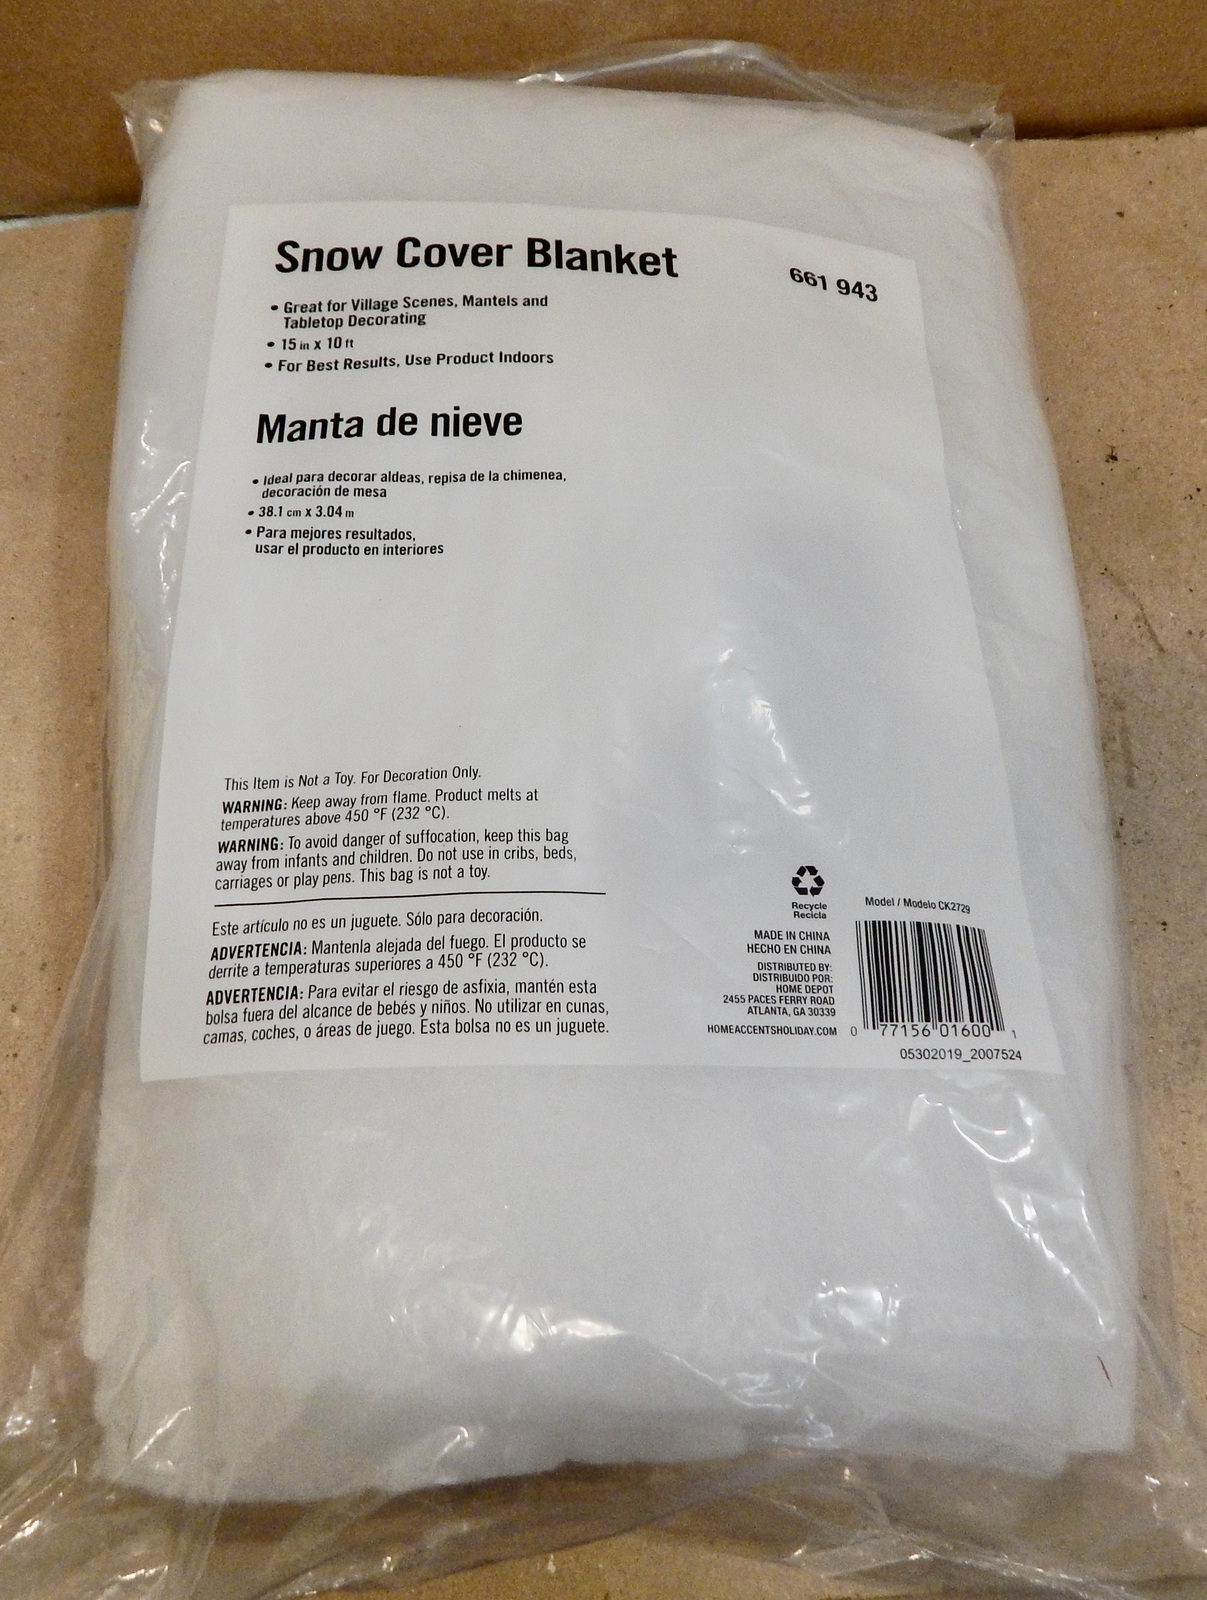 Snow Cover Blanket
661 943
• Great for Village Scenes, Mantels and
Tabletop Decorating
• 15 in x 10 ft
• For Best Results, Use Product Indoors
Manta de nieve
• Ideal para decorar aldeas, repisa de la chimenea,
decoración de mesa
• 38.1 cm x 3.04 m
• Para mejores resultados,
usar el producto en interiores
This Item is Not a Toy. For Decoration Only.
WARNING: Keep away from flame. Product melts at
temperatures above 450 °F (232 °C).
WARNING: To avoid danger of suffocation, keep this bag
away from infants and children. Do not use in cribs, beds,
carriages or play pens. This bag is not a toy.
Este artículo no es un juguete. Sólo para decoración.
ADVERTENCIA: Mantenla alejada del fuego. El producto se
derrite a temperaturas superiores a 450 °F (232 °C).
ADVERTENCIA: Para evitar el riesgo de asfixia, mantén esta
bolsa fuera del alcance de bebés y niños. No utilizar en cunas,
camas, coches, o áreas de juego. Esta bolsa no es un juguete.
Recycle
Recicla
MADE IN CHINA
HECHO EN CHINA
DISTRIBUTED BY:
DISTRIBUIDO POR:
HOME DEPOT
2455 PACES FERRY ROAD
ATLANTA, GA 30339
HOMEACCENTSHOLIDAY.COM
Model / Modelo CK2729
0 77156 01600 1
05302019_2007524